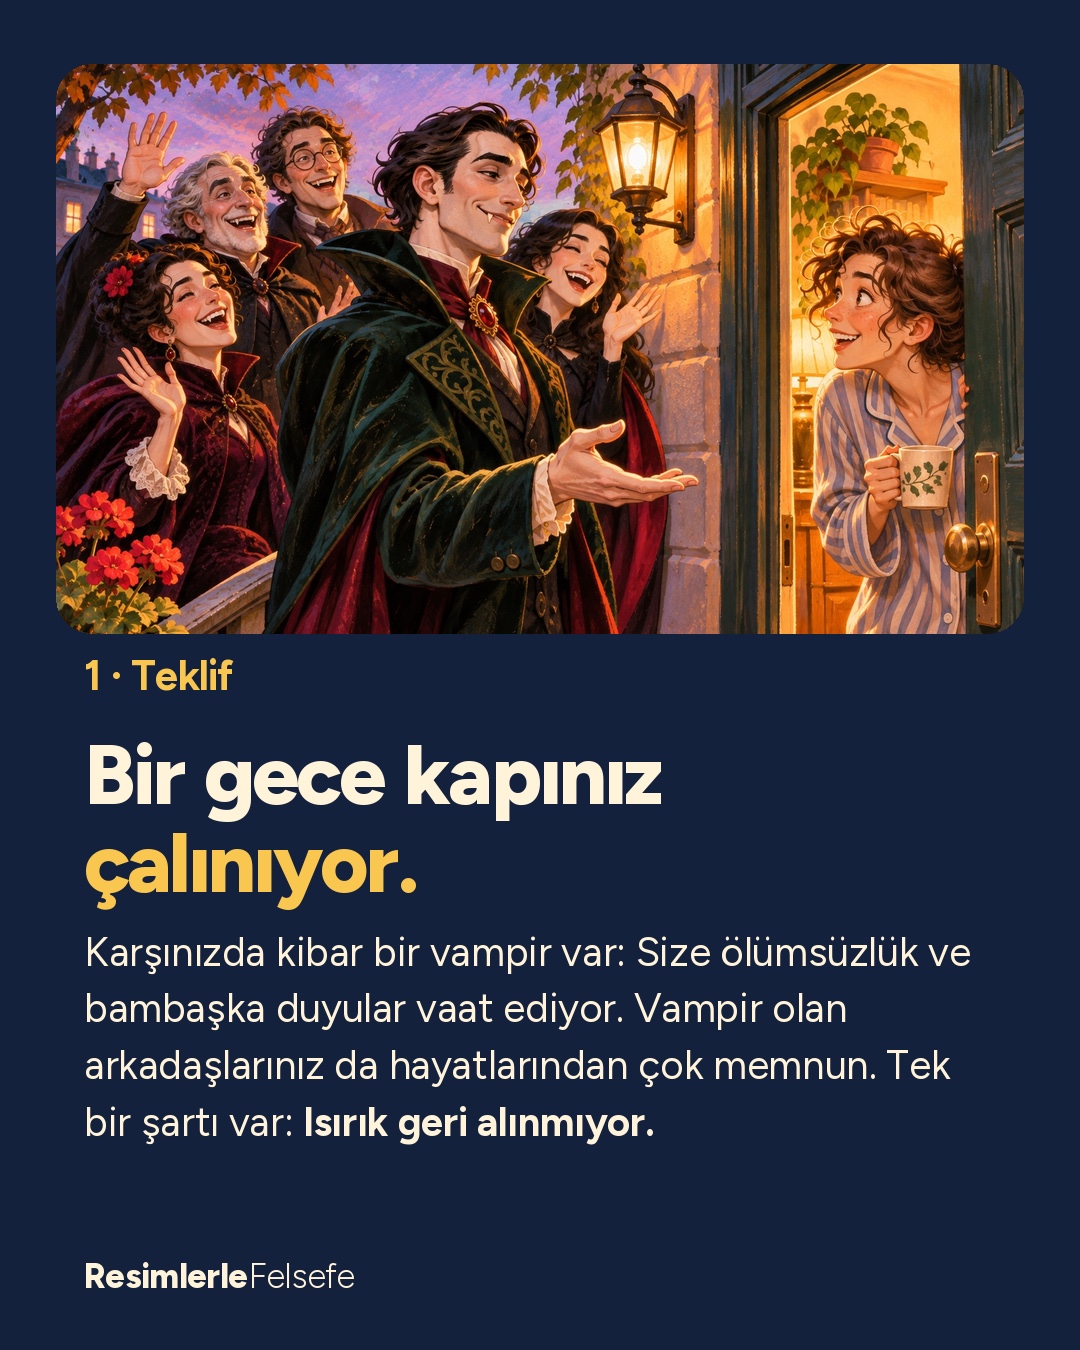 1 · Teklif
Bir gece kapınız
çalınıyor.
Karşınızda kibar bir vampir var: Size ölümsüzlük ve
bambaşka duyular vaat ediyor. Vampir olan
arkadaşlarınız da hayatlarından çok memnun. Tek
bir şartı var: Isırık geri alınmıyor.
ResimlerleFelsefe